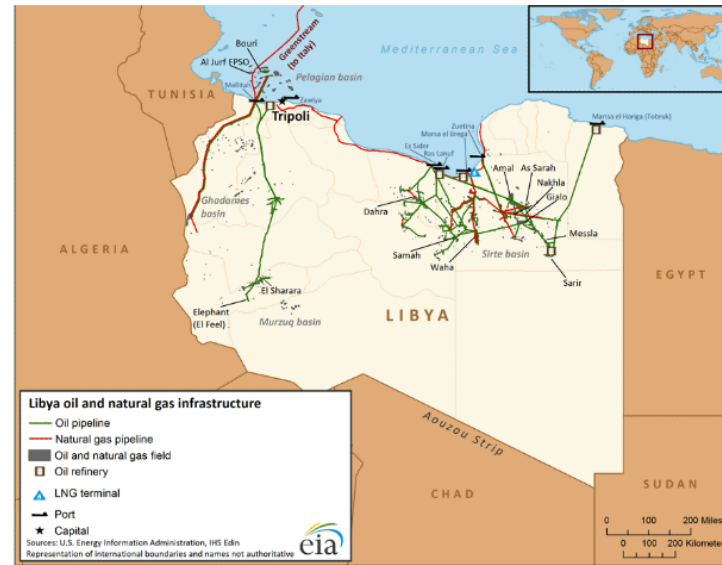 Bouri
Al Jurf FPSO
Greenstream
(to Italy)
Mediterranean Sea
Pelagian basin
TUNISIA
Mellitah
Zawiya
Tripoli
Marsa el Hariga (Tobruk)
Zuetina
Marsa el Brega
Es Sider
Ras Lanuf
Amal
As Sarah
Nakhla
Gialo
Ghadames
basin
Dahra
Messla
ALGERIA
Samah
Waha
Sirte basin
Sarir
EGYPT
El Sharara
Elephant
(El Feel)
Murzuq basin
LIBYA
Aouzou Strip
CHAD
SUDAN
Libya oil and natural gas infrastructure
Oil pipeline
Natural gas pipeline
Oil and natural gas field
Oil refinery
LNG terminal
Port
Capital
Sources: U.S. Energy Information Administration, IHS Edin
Representation of international boundaries and names not authoritative
eia
0 100 200 Miles
0 100 200 Kilometer